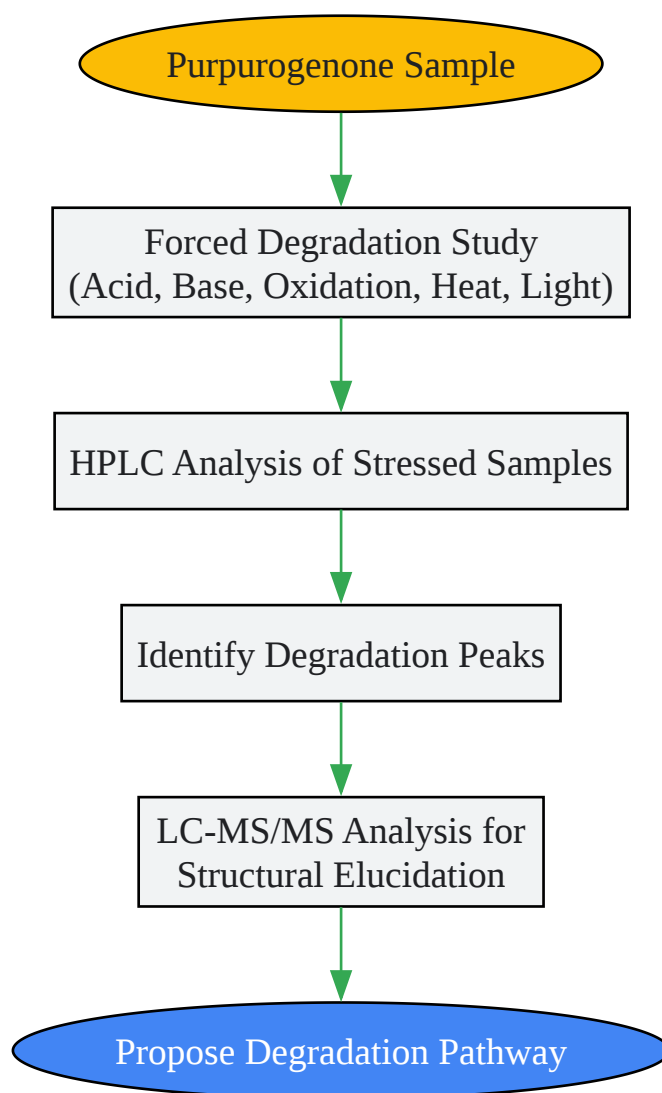 Purpurogenone Sample
Forced Degradation Study
(Acid, Base, Oxidation, Heat, Light)
HPLC Analysis of Stressed Samples
Identify Degradation Peaks
LC-MS/MS Analysis for
Structural Elucidation
Propose Degradation Pathway